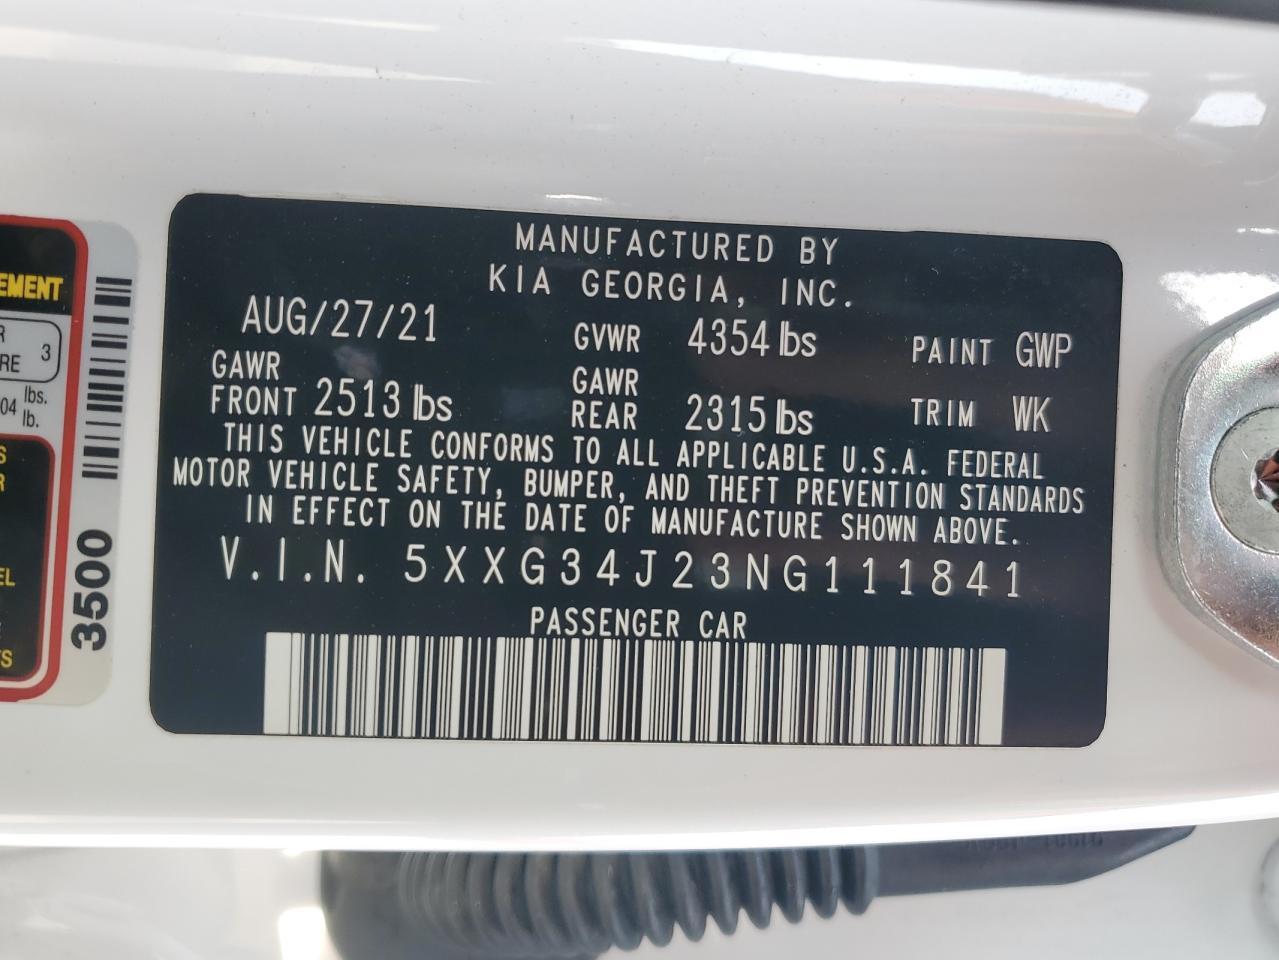 MANUFACTURED BY
KIA GEORGIA, INC.
AUG/27/21 GVWR 4354 lbs PAINT GWP
GAWR FRONT 2513 lbs GAWR REAR 2315 lbs TRIM WK
THIS VEHICLE CONFORMS TO ALL APPLICABLE U.S.A. FEDERAL
MOTOR VEHICLE SAFETY, BUMPER, AND THEFT PREVENTION STANDARDS
IN EFFECT ON THE DATE OF MANUFACTURE SHOWN ABOVE.
V.I.N. 5XXG34J23NG111841
PASSENGER CAR
3500
3
lbs.
04 lb.